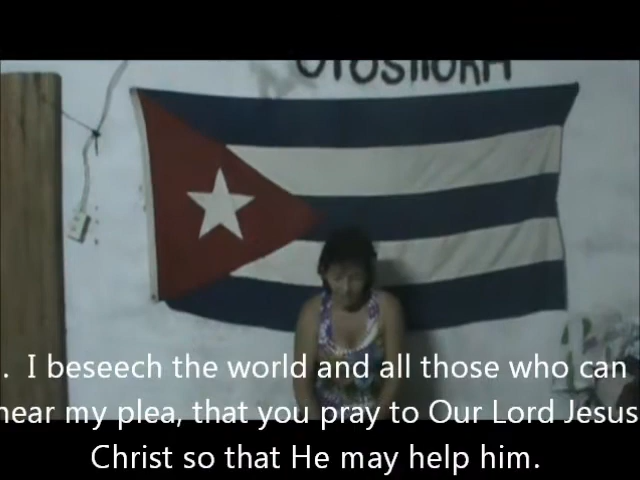 . I beseech the world and all those who can
hear my plea, that you pray to Our Lord Jesus
Christ so that He may help him.